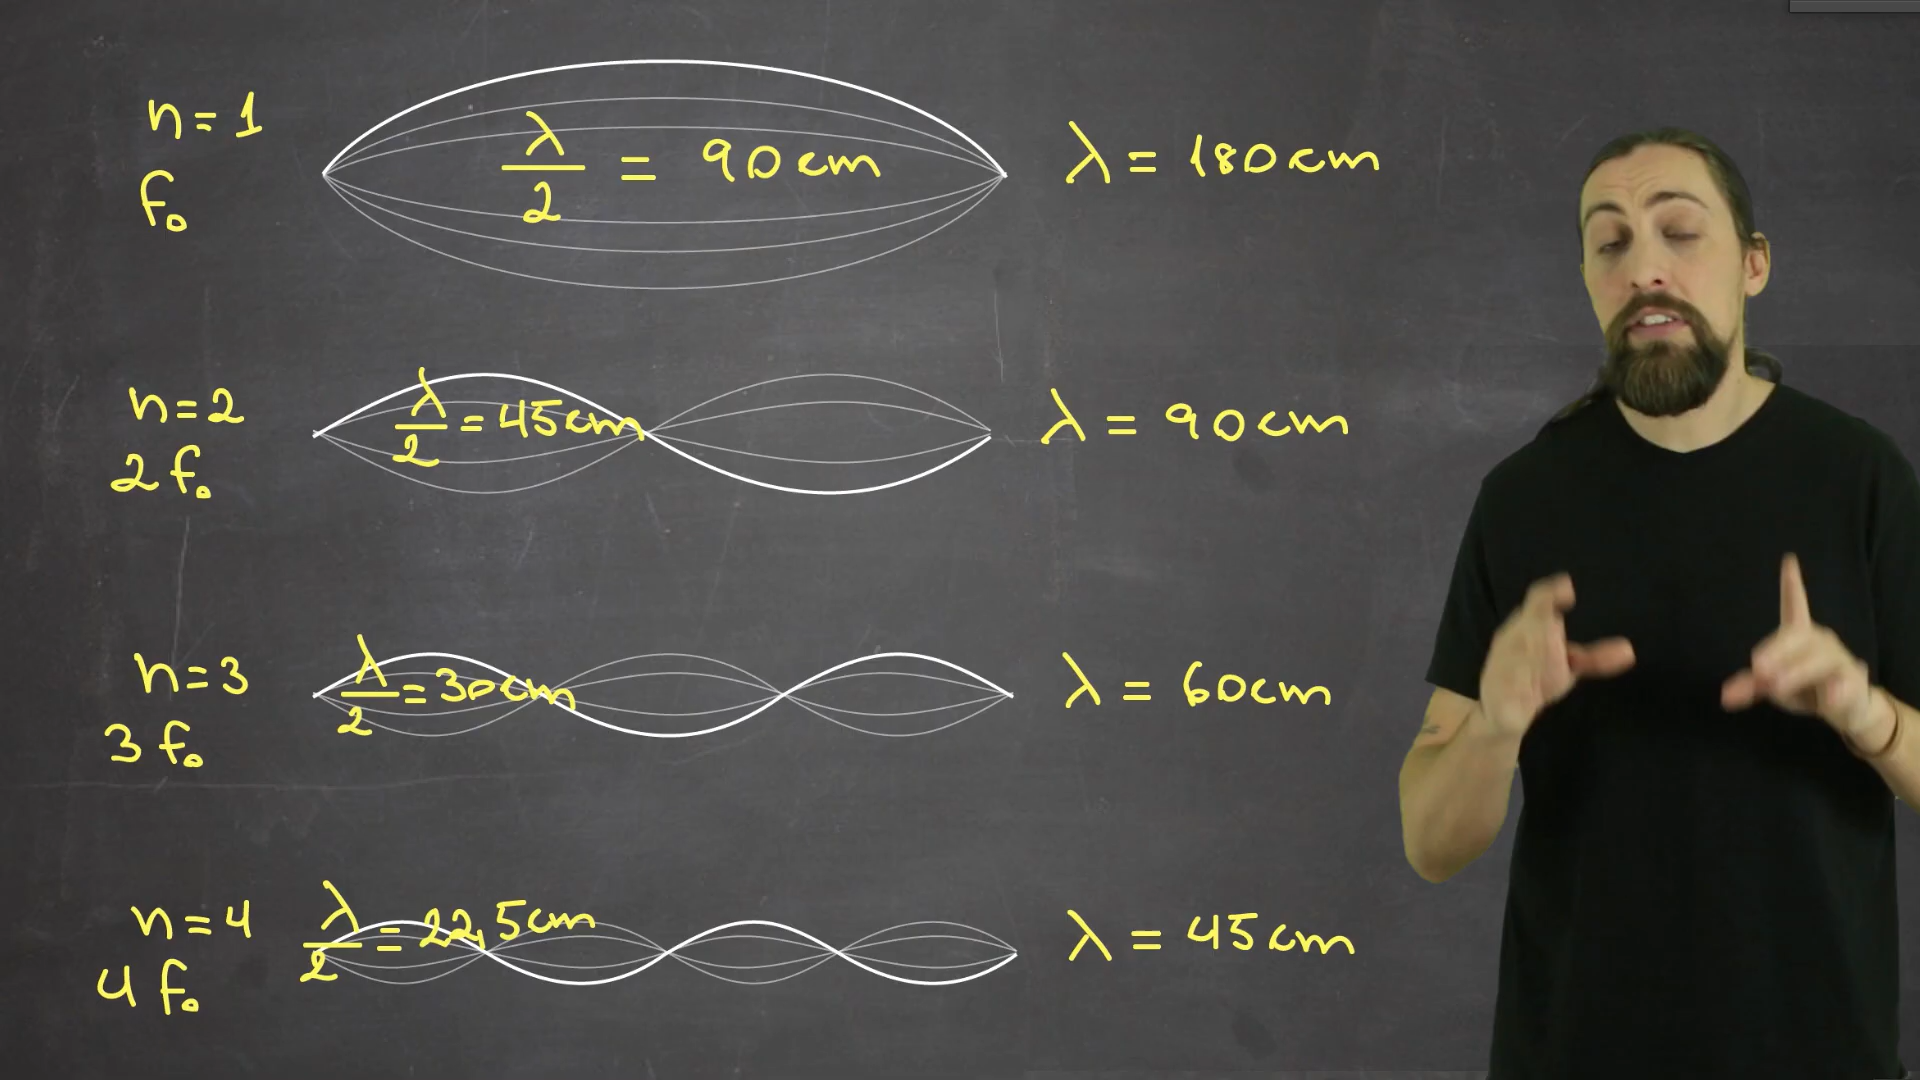 n = 1
f₀
λ/2 = 90 cm
λ = 180 cm
n = 2
2 f₀
λ/2 = 45 cm
λ = 90 cm
n = 3
3 f₀
λ/2 = 30 cm
λ = 60 cm
n = 4
4 f₀
λ/2 = 22,5 cm
λ = 45 cm